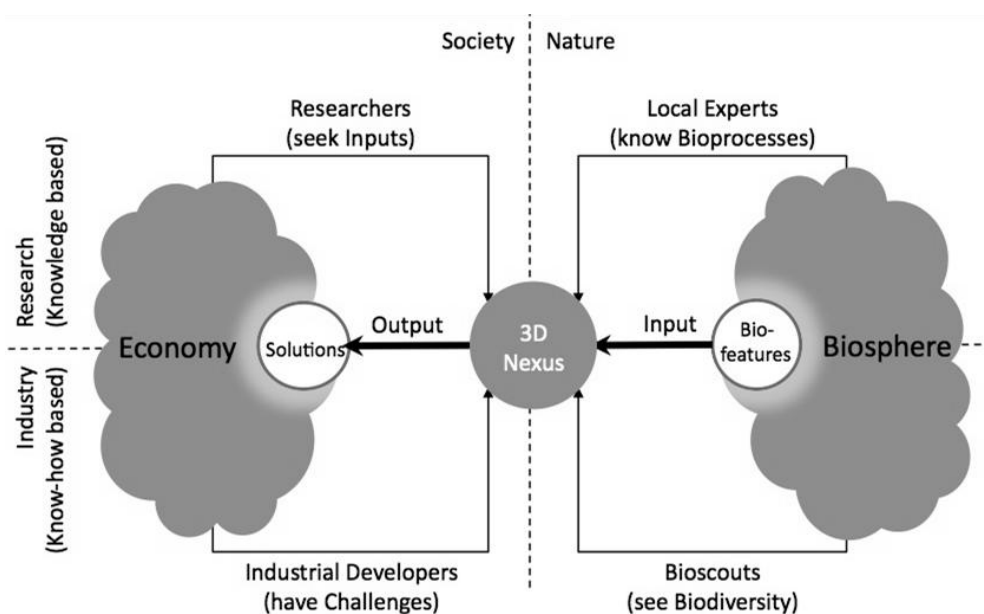 Society
Nature
Researchers
(seek Inputs)
Local Experts
(know Bioprocesses)
Research
(Knowledge based)
Economy
Solutions
Output
3D
Nexus
Input
Bio-
features
Biosphere
Industry
(Know-how based)
Industrial Developers
(have Challenges)
Bioscouts
(see Biodiversity)